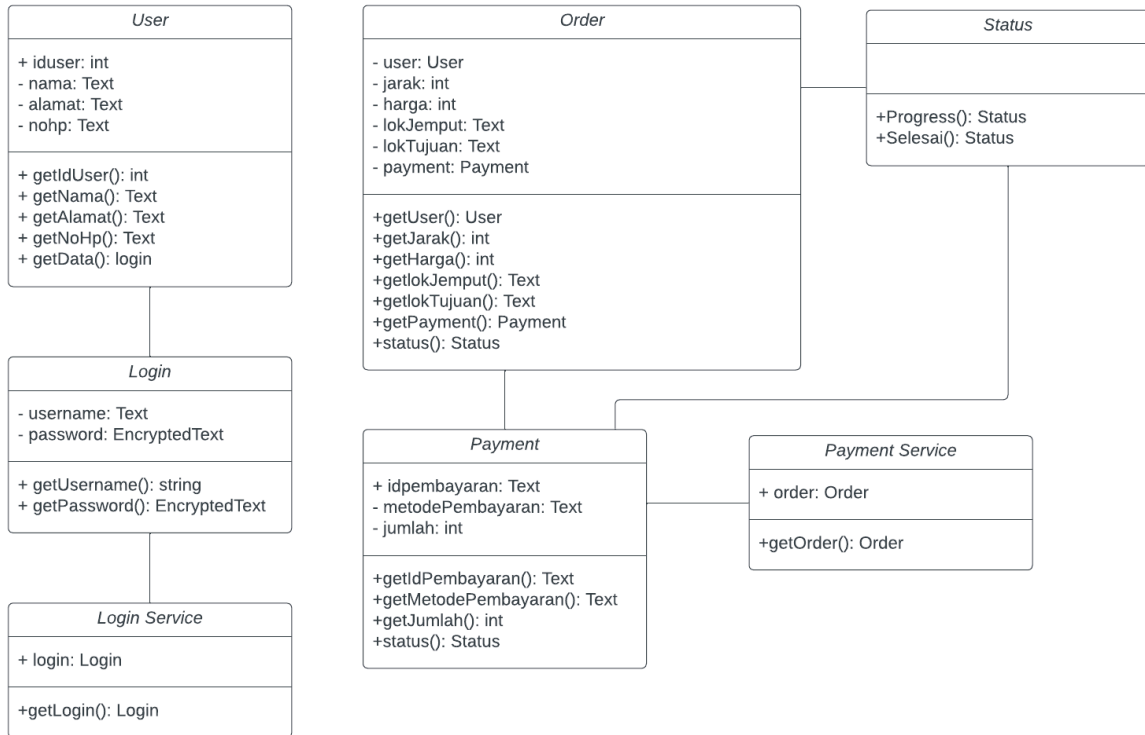 User
+ iduser: int
- nama: Text
- alamat: Text
- nohp: Text
+ getIdUser(): int
+ getNama(): Text
+ getAlamat(): Text
+ getNoHp(): Text
+ getData(): login
Order
- user: User
- jarak: int
- harga: int
- lokJemput: Text
- lokTujuan: Text
- payment: Payment
+getUser(): User
+getJarak(): int
+getHarga(): int
+getlokJemput(): Text
+getlokTujuan(): Text
+getPayment(): Payment
+status(): Status
Status
+Progress(): Status
+Selesai(): Status
Login
- username: Text
- password: EncryptedText
+ getUsername(): string
+ getPassword(): EncryptedText
Payment
+ idpembayaran: Text
- metodePembayaran: Text
- jumlah: int
+getIdPembayaran(): Text
+getMetodePembayaran(): Text
+getJumlah(): int
+status(): Status
Payment Service
+ order: Order
+getOrder(): Order
Login Service
+ login: Login
+getLogin(): Login